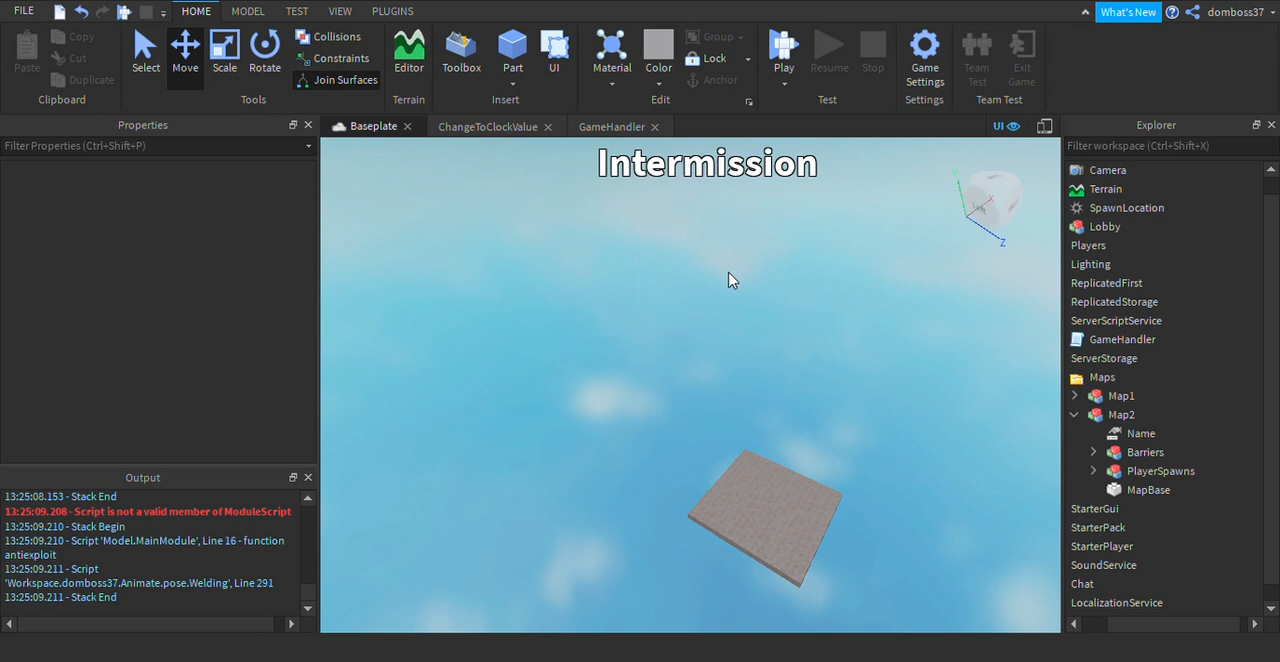 FILE
HOME
MODEL
TEST
VIEW
PLUGINS
What's New
domboss37
Paste
Copy
Cut
Duplicate
Clipboard
Select
Move
Scale
Rotate
Collisions
Constraints
Join Surfaces
Tools
Editor
Terrain
Toolbox
Part
UI
Insert
Material
Color
Group
Lock
Anchor
Edit
Play
Resume
Stop
Test
Game
Settings
Settings
Team
Test
Exit
Game
Team Test
Properties
Filter Properties (Ctrl+Shift+P)
Baseplate
ChangeToClockValue
GameHandler
UI
Intermission
Y
X
Z
Explorer
Filter workspace (Ctrl+Shift+X)
Camera
Terrain
SpawnLocation
Lobby
Players
Lighting
ReplicatedFirst
ReplicatedStorage
ServerScriptService
GameHandler
ServerStorage
Maps
Map1
Map2
Name
Barriers
PlayerSpawns
MapBase
StarterGui
StarterPack
StarterPlayer
SoundService
Chat
LocalizationService
Output
13:25:08.153 - Stack End
13:25:09.208 - Script is not a valid member of ModuleScript
13:25:09.210 - Stack Begin
13:25:09.210 - Script 'Model.MainModule', Line 16 - function
antiexploit
13:25:09.211 - Script
'Workspace.domboss37.Animate.pose.Welding', Line 291
13:25:09.211 - Stack End